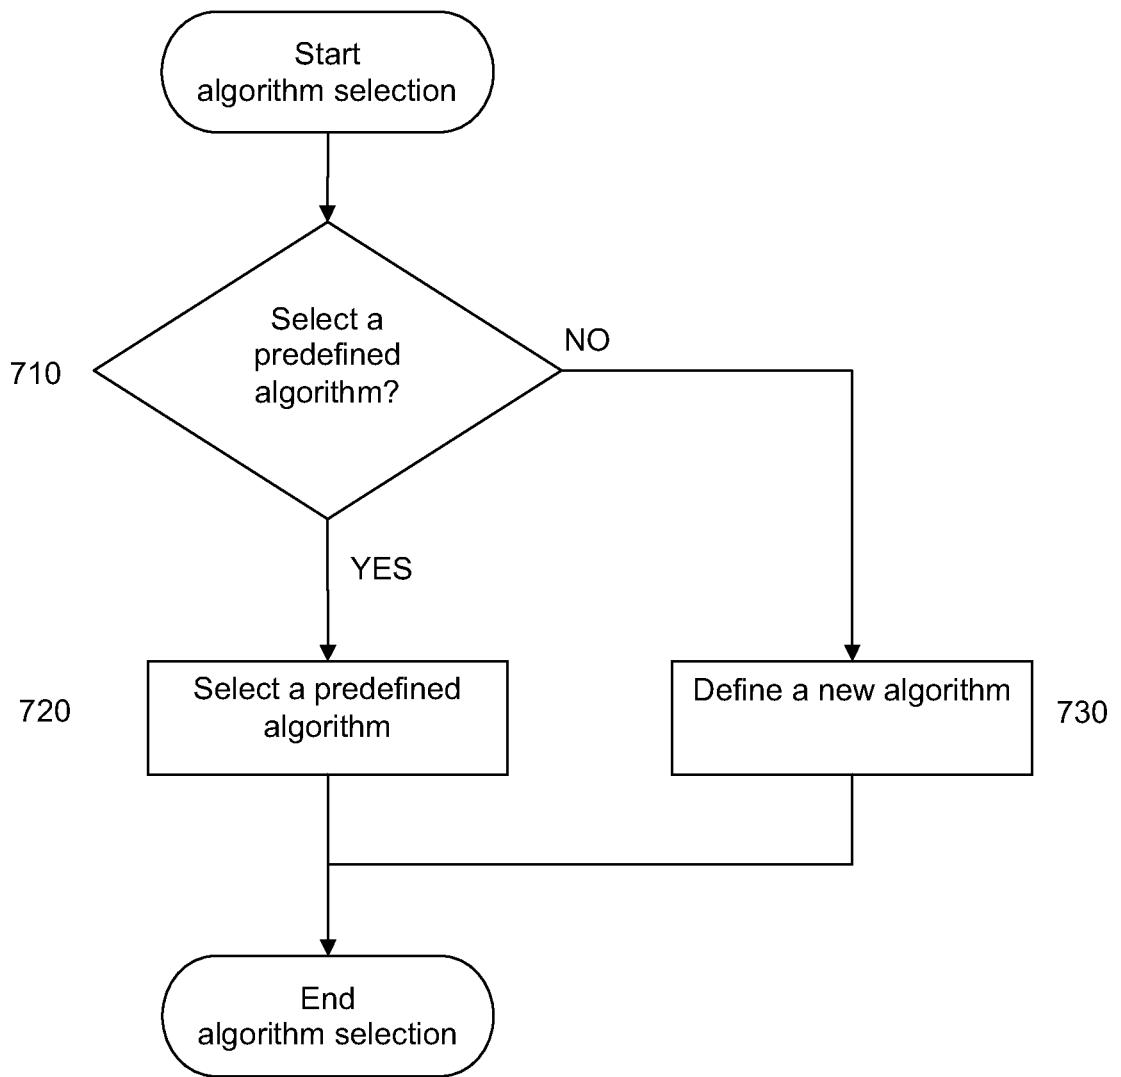 Start
algorithm selection
Select a
predefined
algorithm?
NO
710
YES
Select a predefined
algorithm
720
Define a new algorithm
730
End
algorithm selection